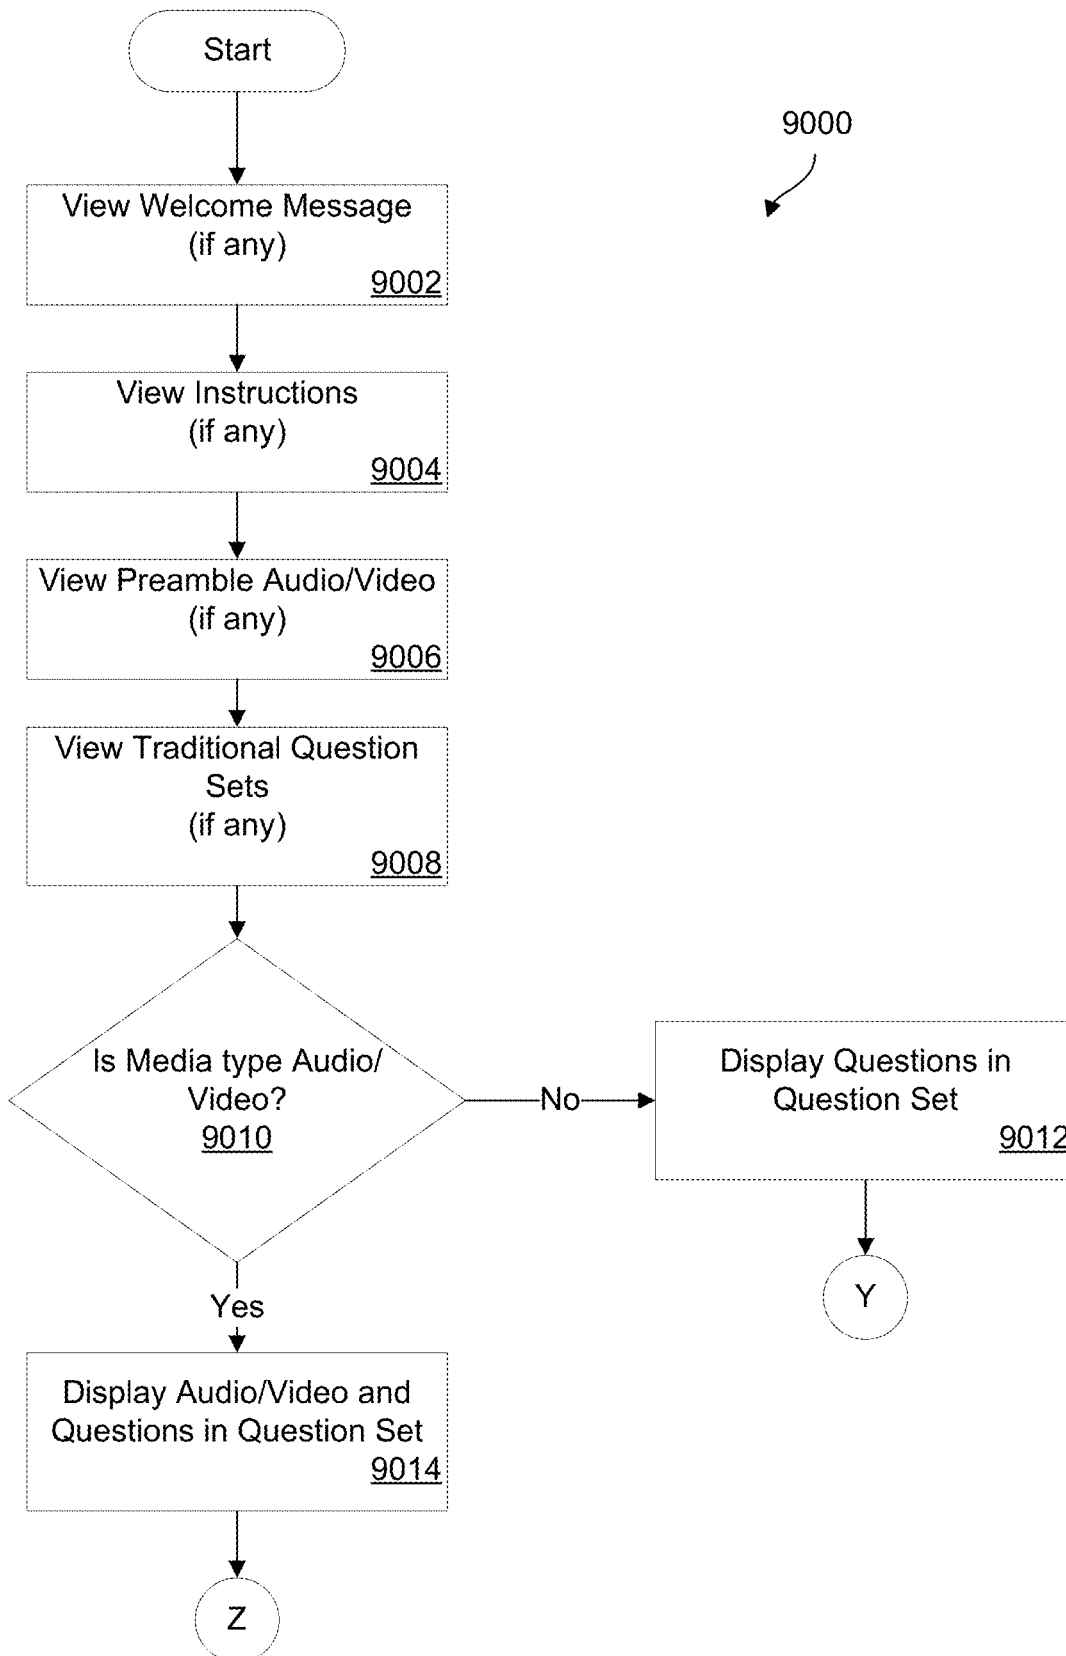 Start
9000
View Welcome Message
(if any)
9002
View Instructions
(if any)
9004
View Preamble Audio/Video
(if any)
9006
View Traditional Question
Sets
(if any)
9008
Is Media type Audio/
Video?
9010
No
Display Questions in
Question Set
9012
Y
Yes
Display Audio/Video and
Questions in Question Set
9014
Z